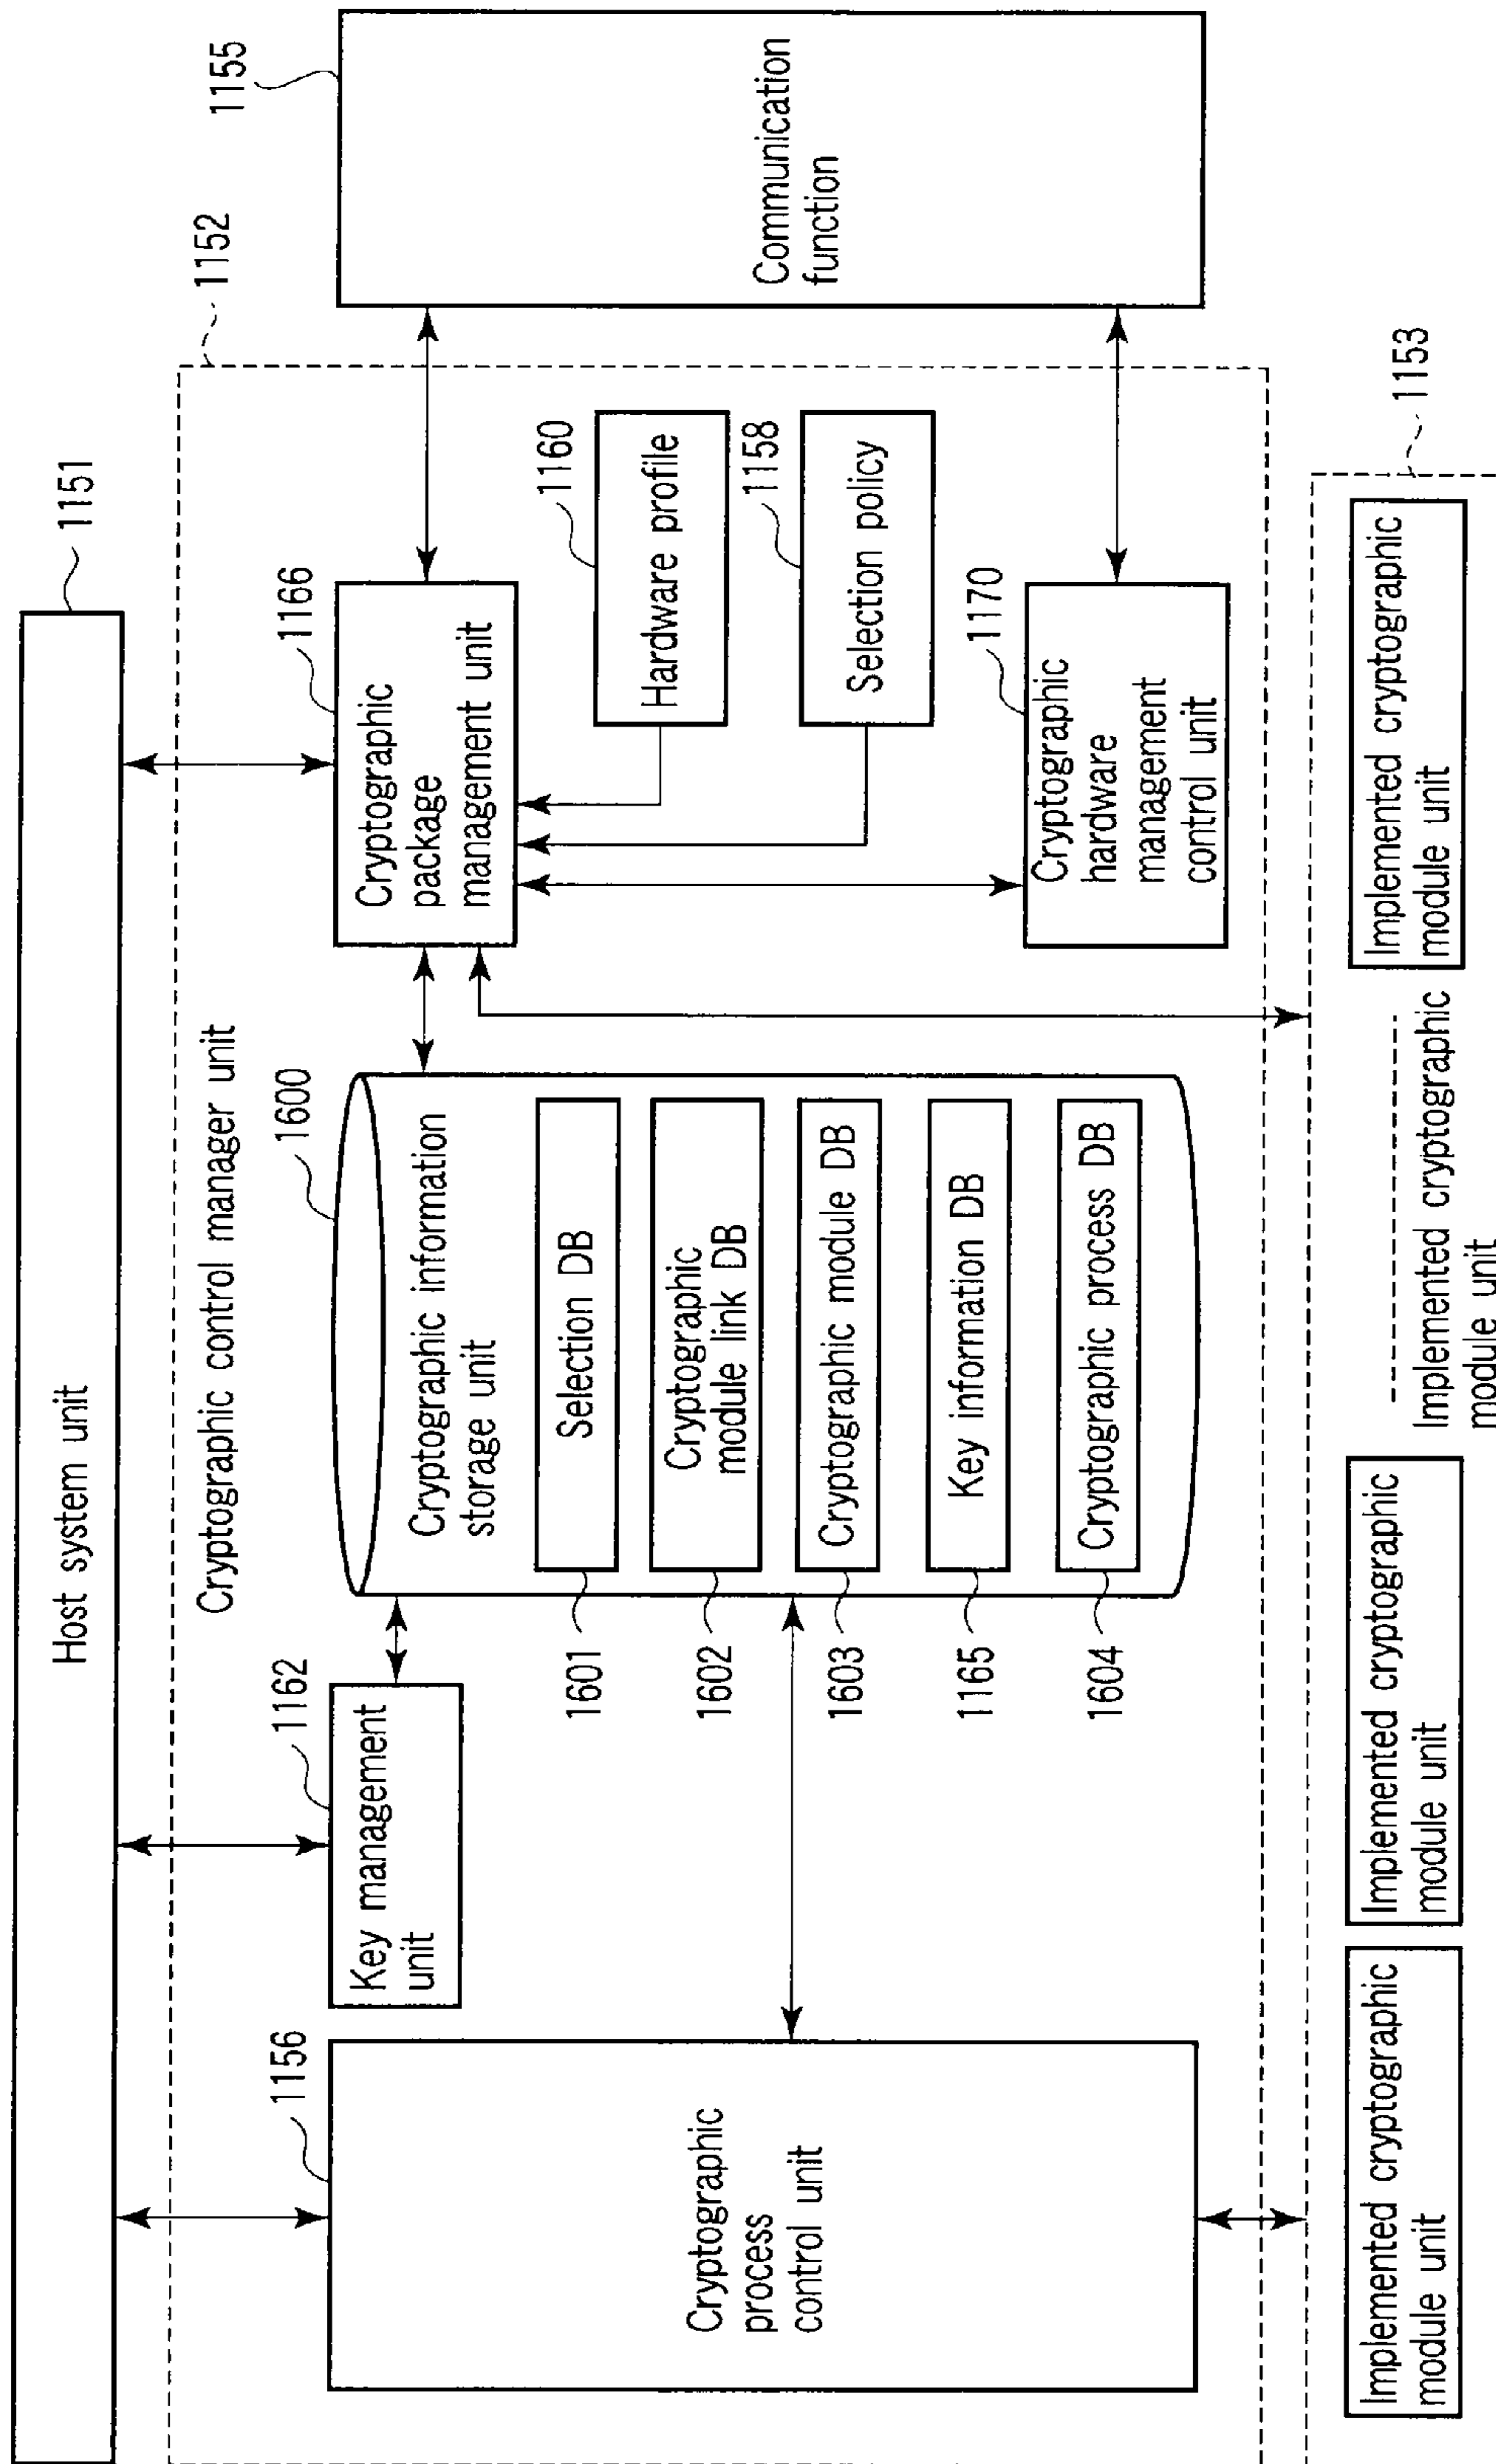 Host system unit
1151
Cryptographic control manager unit
1152
1156
Cryptographic
process
control unit
1162
Key management
unit
1600
Cryptographic information
storage unit
Selection DB
1601
Cryptographic
module link DB
1602
Cryptographic module DB
1603
Key information DB
1165
Cryptographic process DB
1604
1166
Cryptographic
package
management unit
1160
Hardware profile
1158
Selection policy
1170
Cryptographic
hardware
management
control unit
1155
Communication
function
1153
Implemented cryptographic
module unit
Implemented cryptographic
module unit
Implemented cryptographic
module unit
Implemented cryptographic
module unit